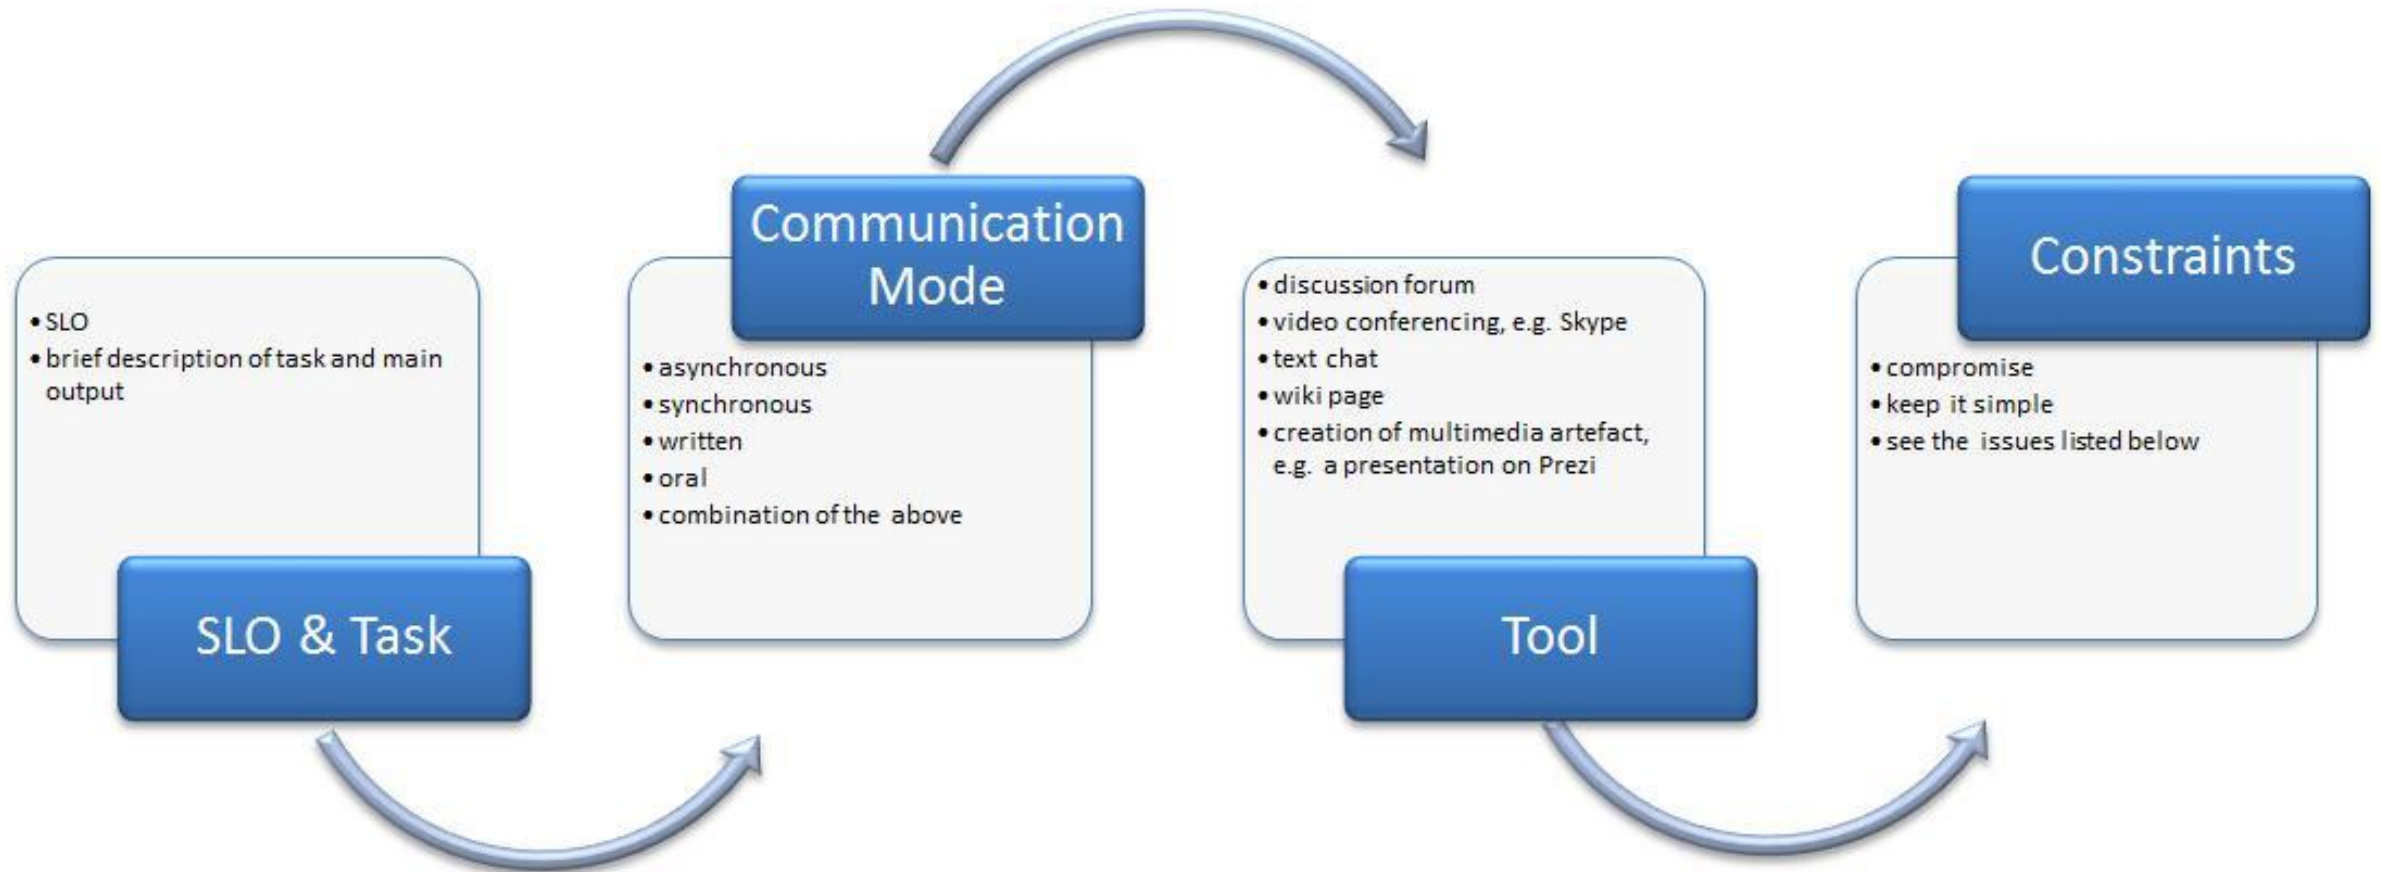 • SLO
• brief description of task and main
output
SLO & Task
Communication
Mode
• asynchronous
• synchronous
• written
• oral
• combination of the above
• discussion forum
• video conferencing, e.g. Skype
• text chat
• wiki page
• creation of multimedia artefact,
e.g. a presentation on Prezi
Tool
Constraints
• compromise
• keep it simple
• see the issues listed below